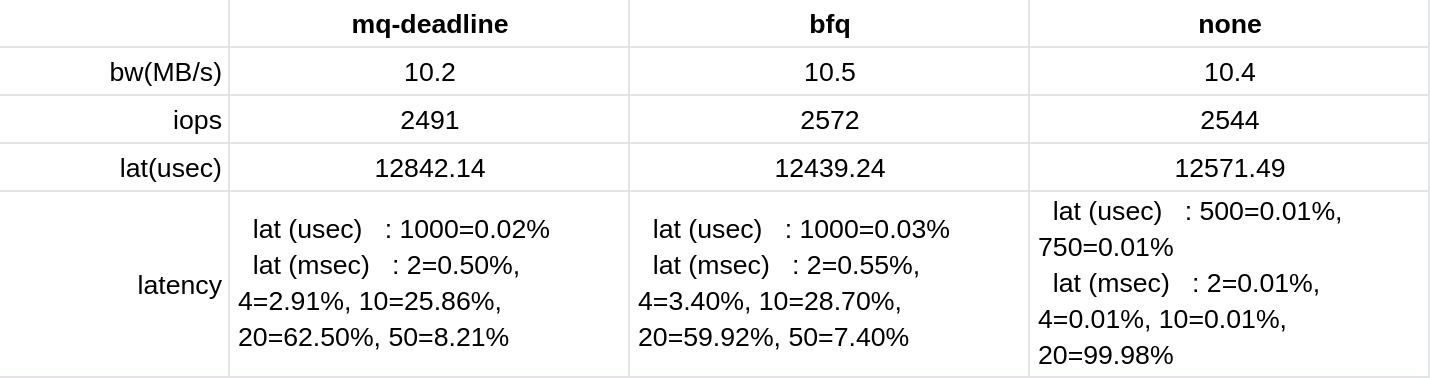 mq-deadline bfq none
bw(MB/s) 10.2 10.5 10.4
iops 2491 2572 2544
lat(usec) 12842.14 12439.24 12571.49
latency
lat (usec)   : 1000=0.02%
lat (msec)   : 2=0.50%,
4=2.91%, 10=25.86%,
20=62.50%, 50=8.21%
lat (usec)   : 1000=0.03%
lat (msec)   : 2=0.55%,
4=3.40%, 10=28.70%,
20=59.92%, 50=7.40%
lat (usec)   : 500=0.01%,
750=0.01%
lat (msec)   : 2=0.01%,
4=0.01%, 10=0.01%,
20=99.98%